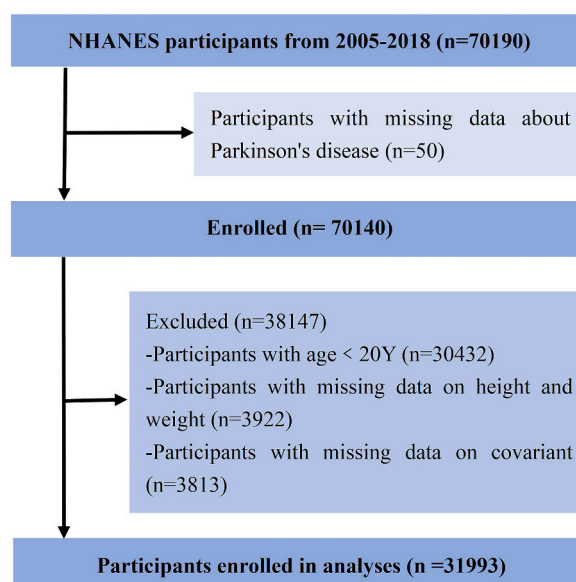 NHANES participants from 2005-2018 (n=70190)
Participants with missing data about
Parkinson's disease (n=50)
Enrolled (n= 70140)
Excluded (n=38147)
-Participants with age < 20Y (n=30432)
-Participants with missing data on height and
weight (n=3922)
-Participants with missing data on covariant
(n=3813)
Participants enrolled in analyses (n =31993)